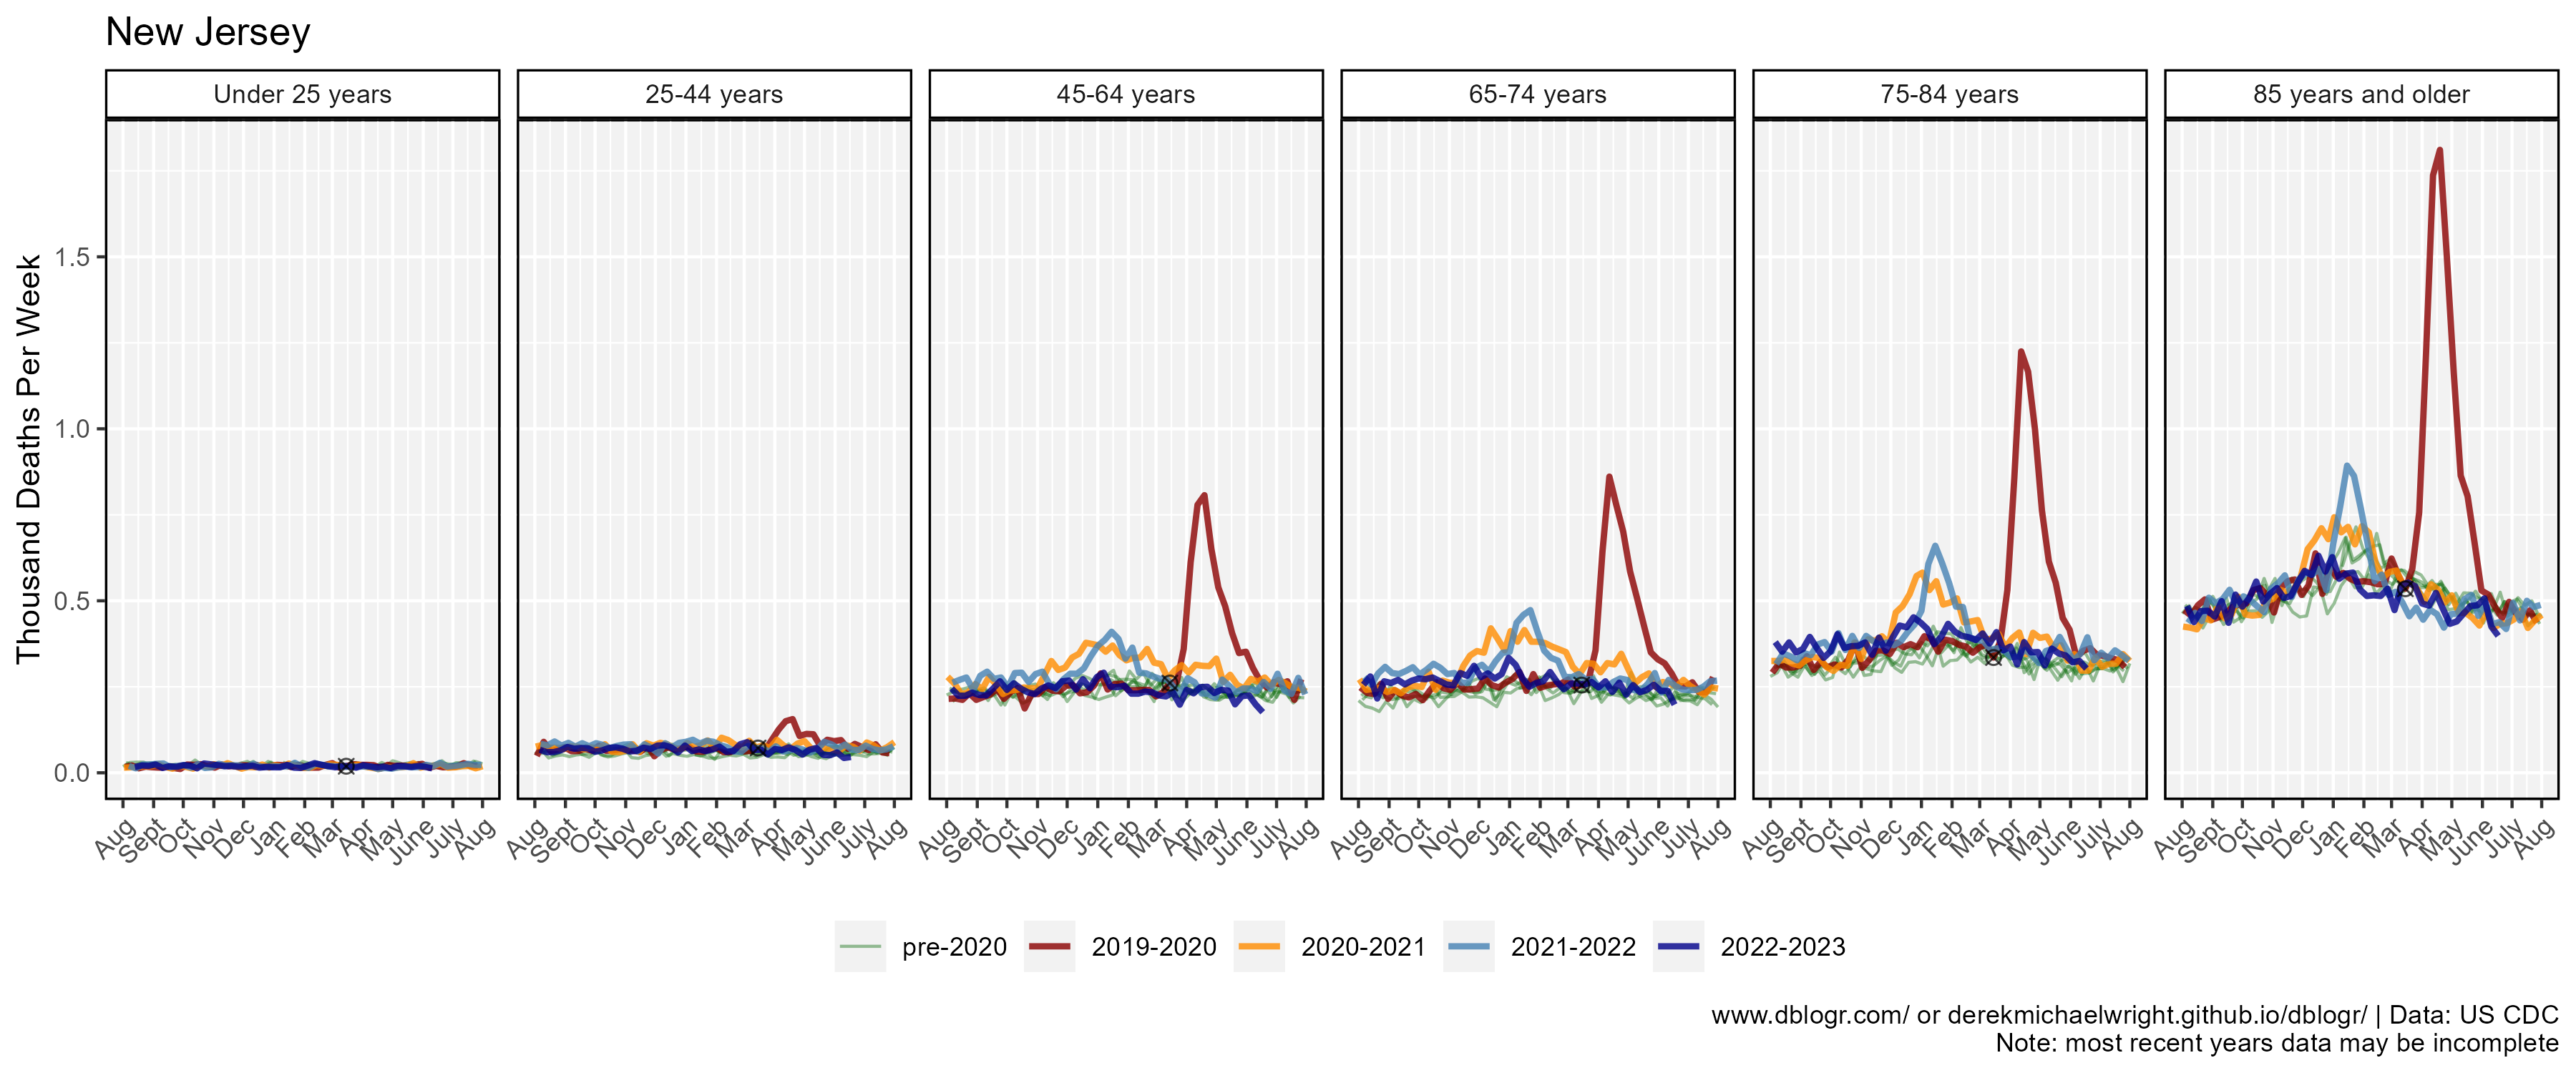 New Jersey
Under 25 years
25-44 years
45-64 years
65-74 years
75-84 years
85 years and older
Thousand Deaths Per Week
1.5
1.0
0.5
0.0
Aug Sept Oct Nov Dec Jan Feb Mar Apr May June July Aug
Aug Sept Oct Nov Dec Jan Feb Mar Apr May June July Aug
Aug Sept Oct Nov Dec Jan Feb Mar Apr May June July Aug
Aug Sept Oct Nov Dec Jan Feb Mar Apr May June July Aug
Aug Sept Oct Nov Dec Jan Feb Mar Apr May June July Aug
Aug Sept Oct Nov Dec Jan Feb Mar Apr May June July Aug
pre-2020 2019-2020 2020-2021 2021-2022 2022-2023
www.dblogr.com/ or derekmichaelwright.github.io/dblogr/ | Data: US CDC
Note: most recent years data may be incomplete